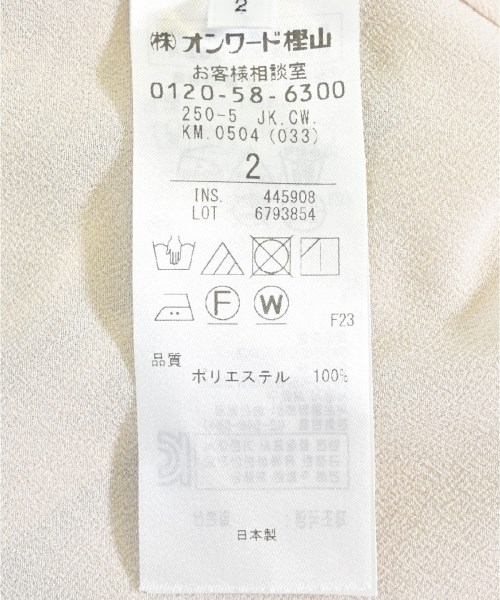 2
(株)オンワード樫山
お客様相談室
0120-58-6300
250-5 JK.CW.
KM.0504(033)
2
INS. 445908
LOT 6793854
F W
F23
品質
ポリエステル 100%
日本製